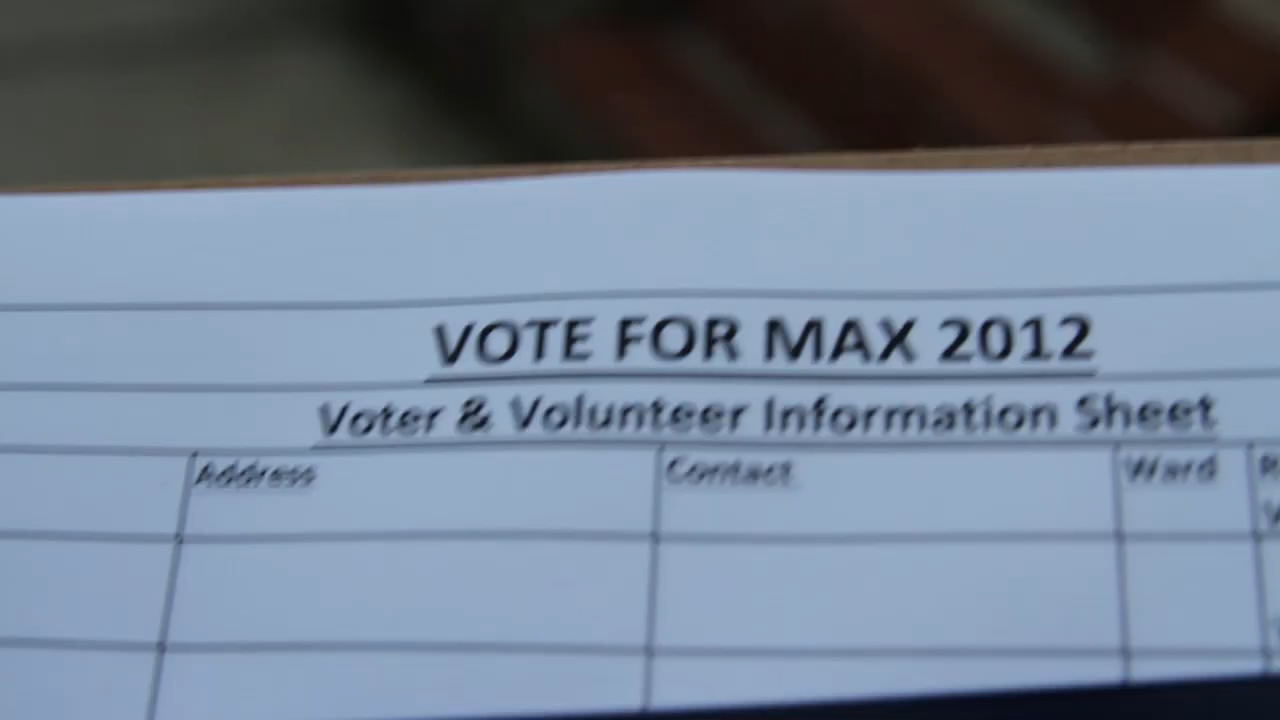 VOTE FOR MAX 2012
Voter & Volunteer Information Sheet
Address Contact Ward